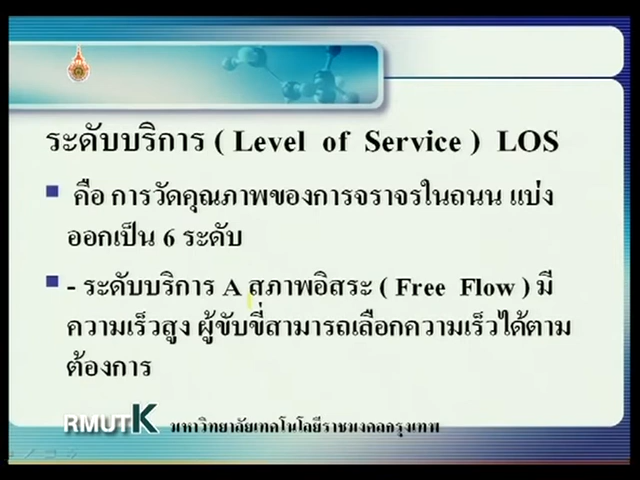 ระดับบริการ ( Level of Service ) LOS
คือ การวัดคุณภาพของการจราจรในถนน แบ่ง
ออกเป็น 6 ระดับ
- ระดับบริการ A สภาพอิสระ ( Free Flow ) มี
ความเร็วสูง ผู้ขับขี่สามารถเลือกความเร็วได้ตาม
ต้องการ
RMUTK มหาวิทยาลัยเทคโนโลยีราชมงคลกรุงเทพ